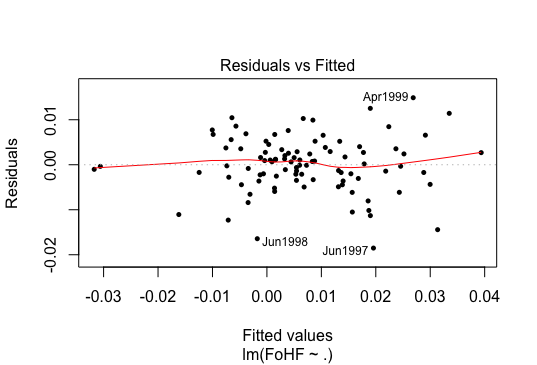 Residuals vs Fitted
Residuals
0.01
0.00
-0.02
Apr1999
Jun1998
Jun1997
-0.03 -0.02 -0.01 0.00 0.01 0.02 0.03 0.04
Fitted values
lm(FoHF ~ .)